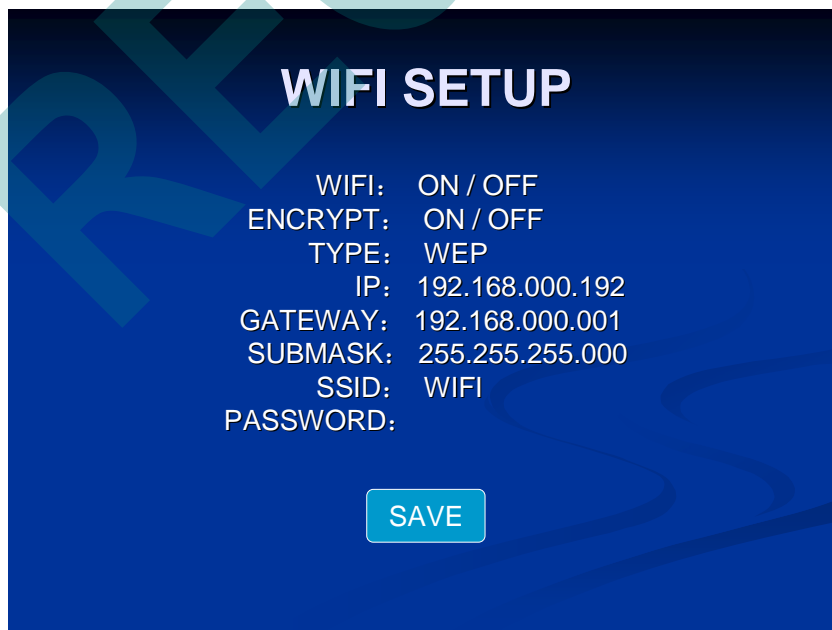 WIFI SETUP
WIFI： ON / OFF
ENCRYPT： ON / OFF
TYPE： WEP
IP： 192.168.000.192
GATEWAY： 192.168.000.001
SUBMASK： 255.255.255.000
SSID： WIFI
PASSWORD：
SAVE